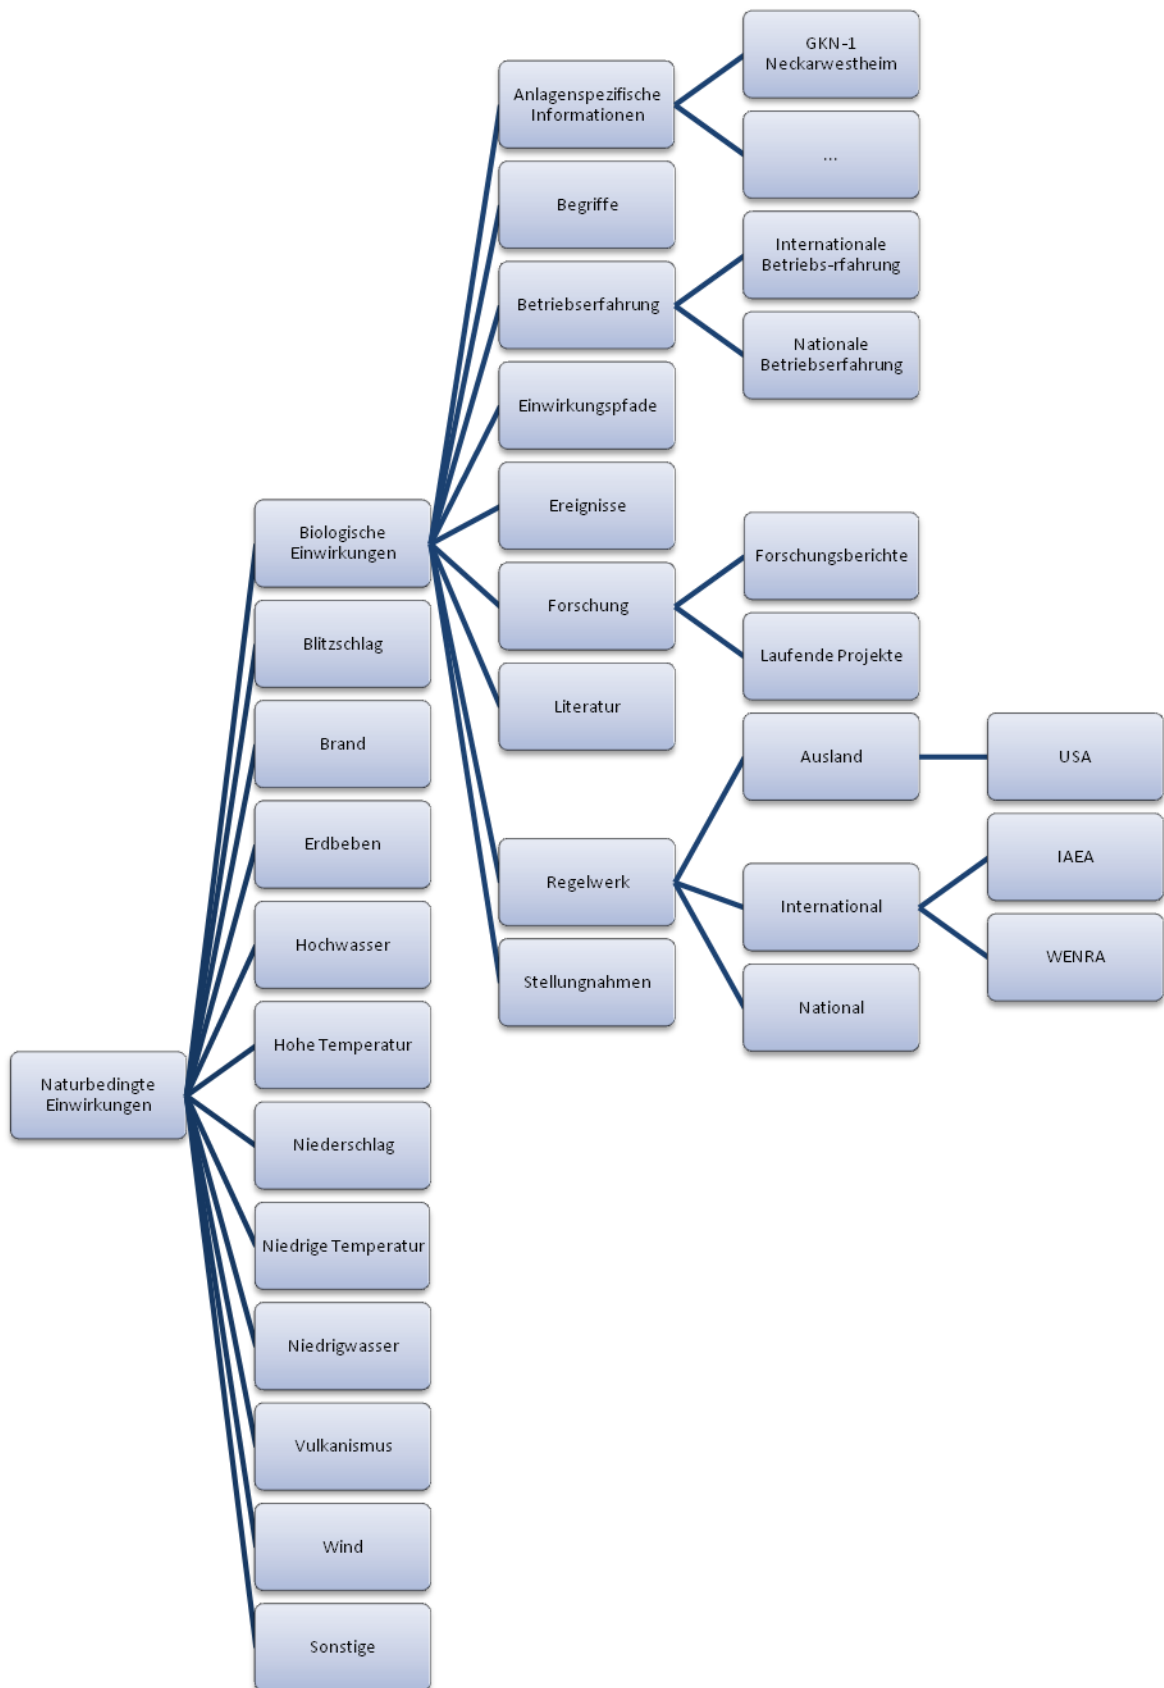 Naturbedingte
Einwirkungen
Biologische
Einwirkungen
Blitzschlag
Brand
Erdbeben
Hochwasser
Hohe Temperatur
Niederschlag
Niedrige Temperatur
Niedrigwasser
Vulkanismus
Wind
Sonstige
Anlagenspezifische
Informationen
Begriffe
Betriebserfahrung
Einwirkungspfade
Ereignisse
Forschung
Literatur
Regelwerk
Stellungnahmen
GKN-1
Neckarwestheim
...
Internationale
Betriebs-rfahrung
Nationale
Betriebserfahrung
Forschungsberichte
Laufende Projekte
Ausland
International
National
USA
IAEA
WENRA